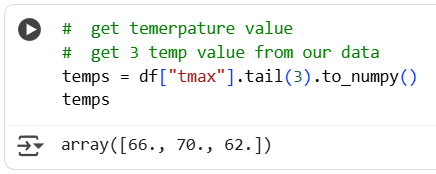 #  get temerpature value
#  get 3 temp value from our data
temps = df["tmax"].tail(3).to_numpy()
temps
array([66., 70., 62.])